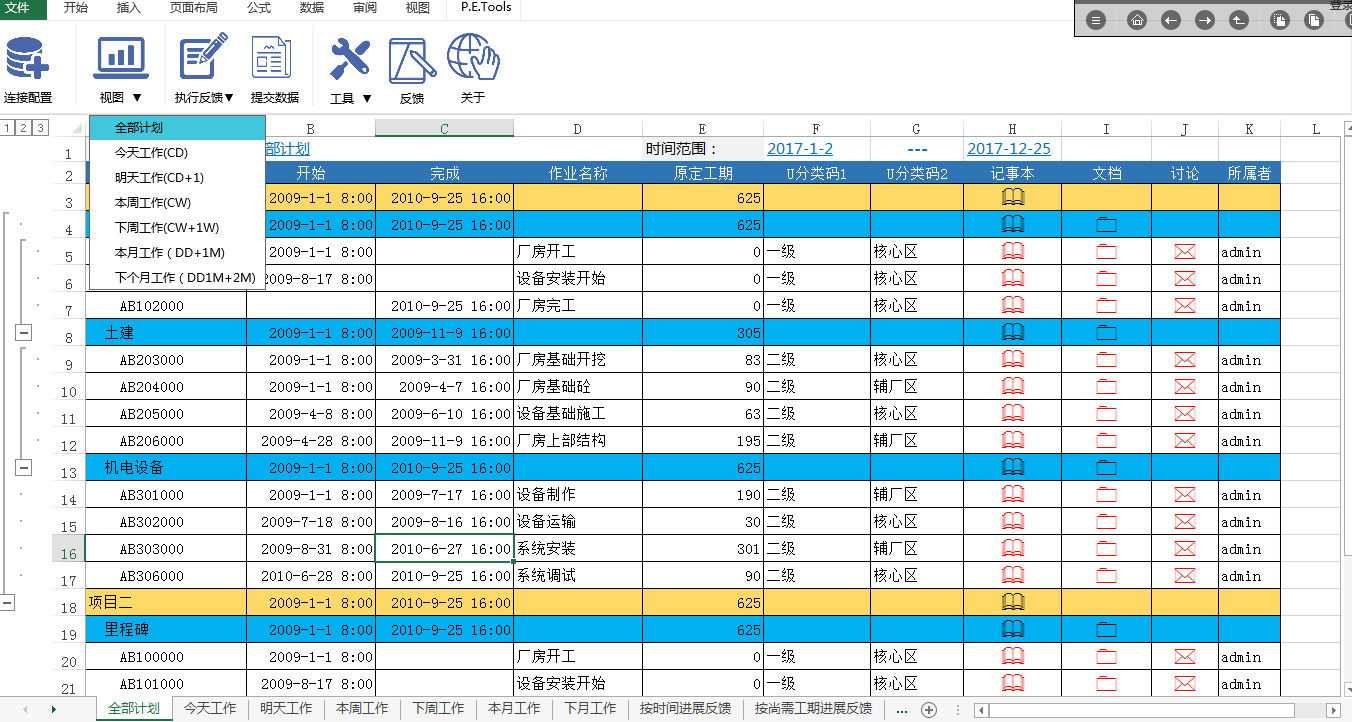 文件 开始 插入 页面布局 公式 数据 审阅 视图 P.E.Tools 登录
连接配置 视图 ▼ 执行反馈▼ 提交数据 工具 ▼ 反馈 关于
1 2 3
全部计划
今天工作(CD)
明天工作(CD+1)
本周工作(CW)
下周工作(CW+1W)
本月工作（DD+1M)
下个月工作（DD1M+2M)
B C D E F G H I J K L
1 部计划 时间范围： 2017-1-2 --- 2017-12-25
2 开始 完成 作业名称 原定工期 U分类码1 U分类码2 记事本 文档 讨论 所属者
3 2009-1-1 8:00 2010-9-25 16:00 625
4 2009-1-1 8:00 2010-9-25 16:00 625
5 2009-1-1 8:00 厂房开工 0 一级 核心区 admin
6 2009-8-17 8:00 设备安装开始 0 一级 核心区 admin
7 AB102000 2010-9-25 16:00 厂房完工 0 一级 核心区 admin
8 土建 2009-1-1 8:00 2009-11-9 16:00 305
9 AB203000 2009-1-1 8:00 2009-3-31 16:00 厂房基础开挖 83 二级 核心区 admin
10 AB204000 2009-1-1 8:00 2009-4-7 16:00 厂房基础砼 90 二级 辅厂区 admin
11 AB205000 2009-4-8 8:00 2009-6-10 16:00 设备基础施工 63 二级 核心区 admin
12 AB206000 2009-4-28 8:00 2009-11-9 16:00 厂房上部结构 195 二级 辅厂区 admin
13 机电设备 2009-1-1 8:00 2010-9-25 16:00 625
14 AB301000 2009-1-1 8:00 2009-7-17 16:00 设备制作 190 二级 辅厂区 admin
15 AB302000 2009-7-18 8:00 2009-8-16 16:00 设备运输 30 二级 核心区 admin
16 AB303000 2009-8-31 8:00 2010-6-27 16:00 系统安装 301 二级 辅厂区 admin
17 AB306000 2010-6-28 8:00 2010-9-25 16:00 系统调试 90 二级 核心区 admin
18 项目二 2009-1-1 8:00 2010-9-25 16:00 625
19 里程碑 2009-1-1 8:00 2010-9-25 16:00 625
20 AB100000 2009-1-1 8:00 厂房开工 0 一级 核心区 admin
21 AB101000 2009-8-17 8:00 设备安装开始 0 一级 核心区 admin
全部计划 今天工作 明天工作 本周工作 下周工作 本月工作 下月工作 按时间进展反馈 按尚需工期进展反馈 ...